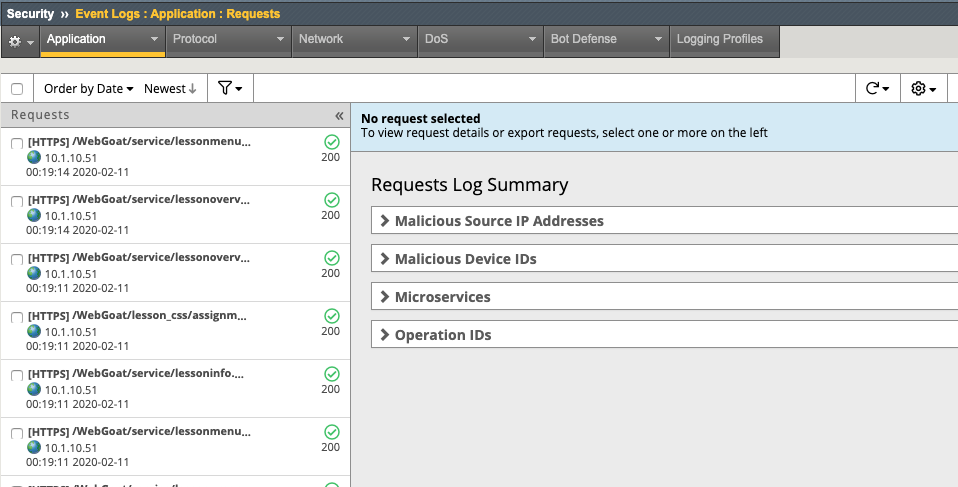 Security ›› Event Logs : Application : Requests
Application Protocol Network DoS Bot Defense Logging Profiles
Order by Date Newest
Requests «
[HTTPS] /WebGoat/service/lessonmenu...
10.1.10.51 200
00:19:14 2020-02-11
[HTTPS] /WebGoat/service/lessonoverv...
10.1.10.51 200
00:19:14 2020-02-11
[HTTPS] /WebGoat/service/lessonoverv...
10.1.10.51 200
00:19:11 2020-02-11
[HTTPS] /WebGoat/lesson_css/assignm...
10.1.10.51 200
00:19:11 2020-02-11
[HTTPS] /WebGoat/service/lessoninfo....
10.1.10.51 200
00:19:11 2020-02-11
[HTTPS] /WebGoat/service/lessonmenu...
10.1.10.51 200
00:19:11 2020-02-11
No request selected
To view request details or export requests, select one or more on the left
Requests Log Summary
Malicious Source IP Addresses
Malicious Device IDs
Microservices
Operation IDs